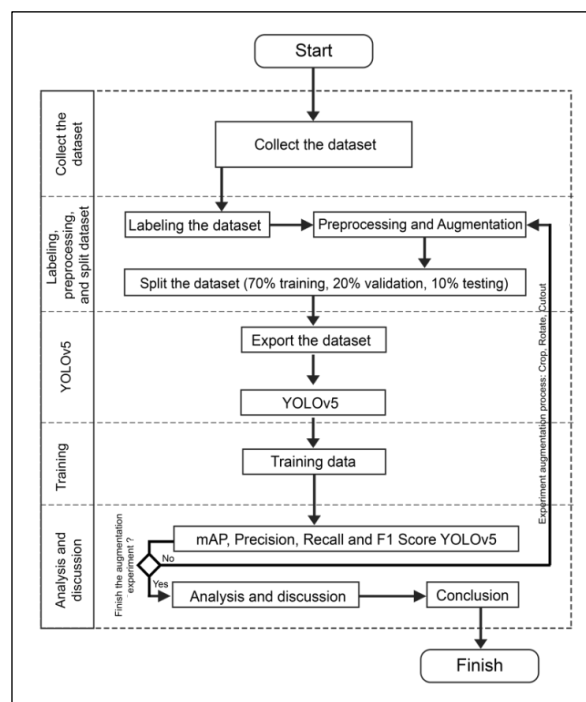 Start
Collect the
dataset
Collect the dataset
Labeling,
preprocessing,
and split dataset
Labeling the dataset
Preprocessing and Augmentation
Split the dataset (70% training, 20% validation, 10% testing)
YOLOv5
Export the dataset
YOLOv5
Training
Training data
Experiment augmentation process: Crop, Rotate, Cutout
Analysis and
discussion
Finish the augmentation
experiment ?
mAP, Precision, Recall and F1 Score YOLOv5
No
Yes
Analysis and discussion
Conclusion
Finish